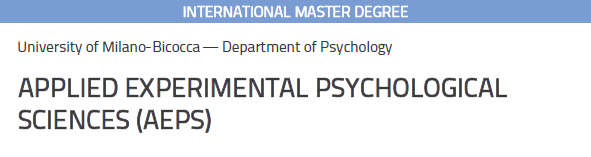 INTERNATIONAL MASTER DEGREE
University of Milano-Bicocca — Department of Psychology
APPLIED EXPERIMENTAL PSYCHOLOGICAL
SCIENCES (AEPS)